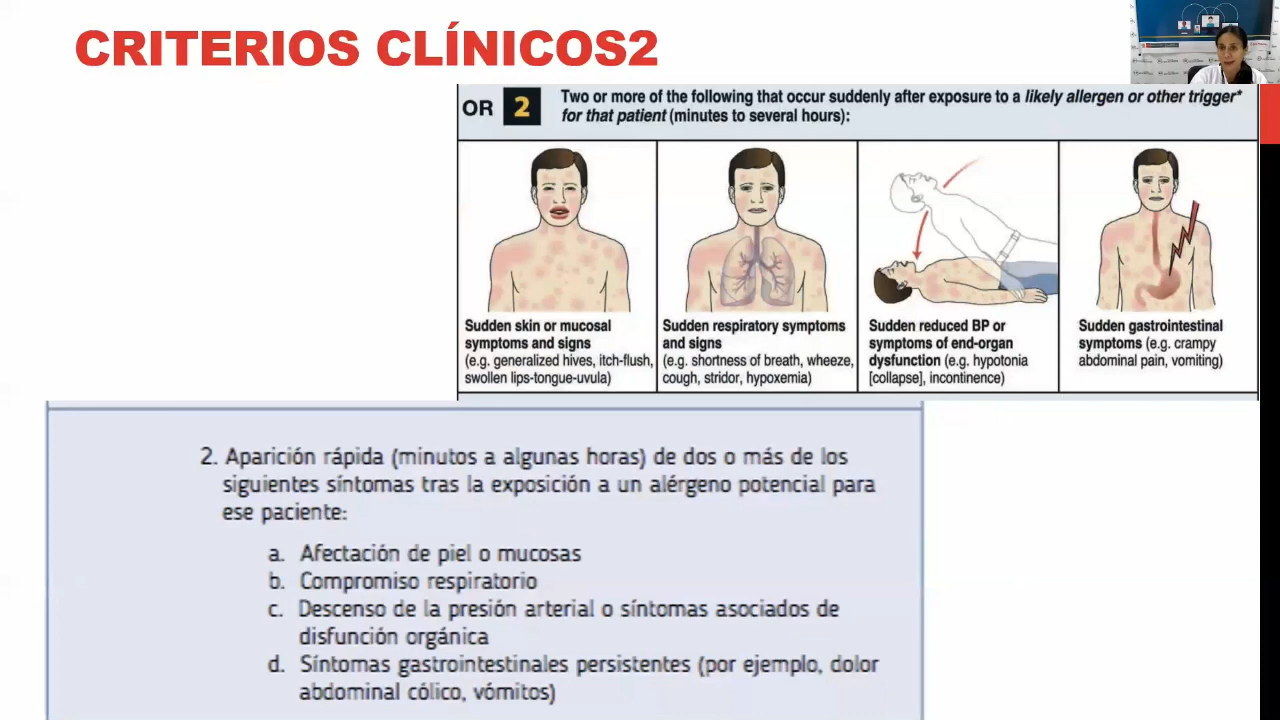 CRITERIOS CLÍNICOS2
OR 2
Two or more of the following that occur suddenly after exposure to a likely allergen or other trigger*
for that patient (minutes to several hours):
Sudden skin or mucosal
symptoms and signs
(e.g. generalized hives, itch-flush,
swollen lips-tongue-uvula)
Sudden respiratory symptoms
and signs
(e.g. shortness of breath, wheeze,
cough, stridor, hypoxemia)
Sudden reduced BP or
symptoms of end-organ
dysfunction (e.g. hypotonia
[collapse], incontinence)
Sudden gastrointestinal
symptoms (e.g. crampy
abdominal pain, vomiting)
2. Aparición rápida (minutos a algunas horas) de dos o más de los
siguientes síntomas tras la exposición a un alérgeno potencial para
ese paciente:
a. Afectación de piel o mucosas
b. Compromiso respiratorio
c. Descenso de la presión arterial o síntomas asociados de
disfunción orgánica
d. Síntomas gastrointestinales persistentes (por ejemplo, dolor
abdominal cólico, vómitos)